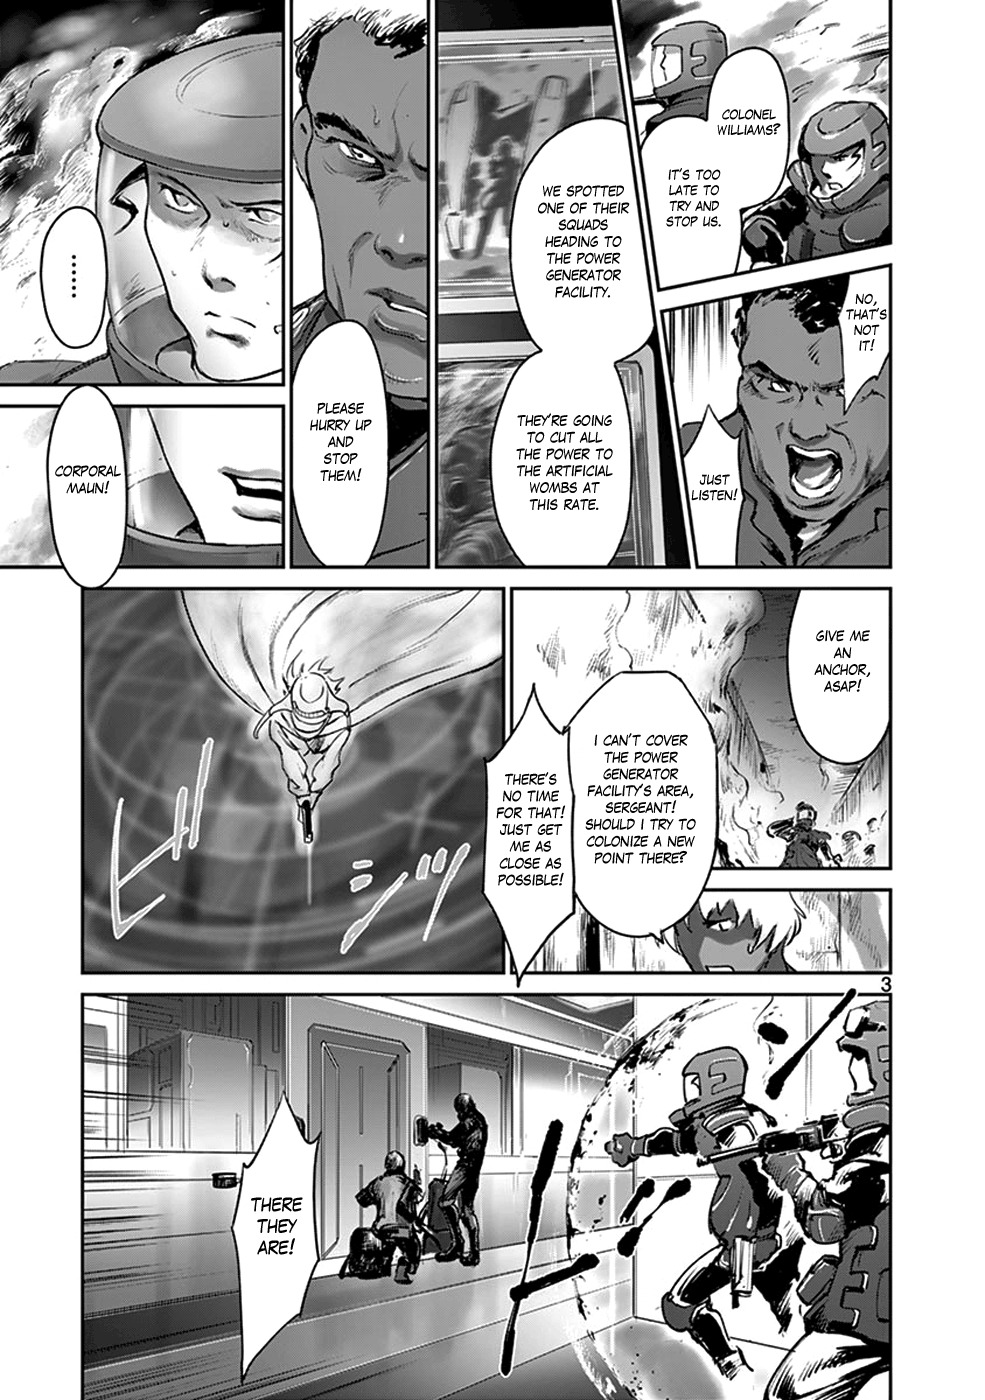 COLONEL
WILLIAMS?
IT'S TOO
LATE TO
TRY AND
STOP US.
NO,
THAT'S
NOT
IT!
JUST
LISTEN!
WE SPOTTED
ONE OF THEIR
SQUADS
HEADING TO
THE POWER
GENERATOR
FACILITY.
THEY'RE GOING
TO CUT ALL
THE POWER TO
THE ARTIFICIAL
WOMBS AT
THIS RATE.
PLEASE
HURRY UP
AND
STOP
THEM!
......
CORPORAL
MAUN!
GIVE ME
AN
ANCHOR,
ASAP!
I CAN'T COVER
THE POWER
GENERATOR
FACILITY'S AREA,
SERGEANT!
SHOULD I TRY TO
COLONIZE A NEW
POINT THERE?
THERE'S
NO TIME
FOR THAT!
JUST GET
ME AS
CLOSE AS
POSSIBLE!
ビシッ
3
THERE
THEY
ARE!